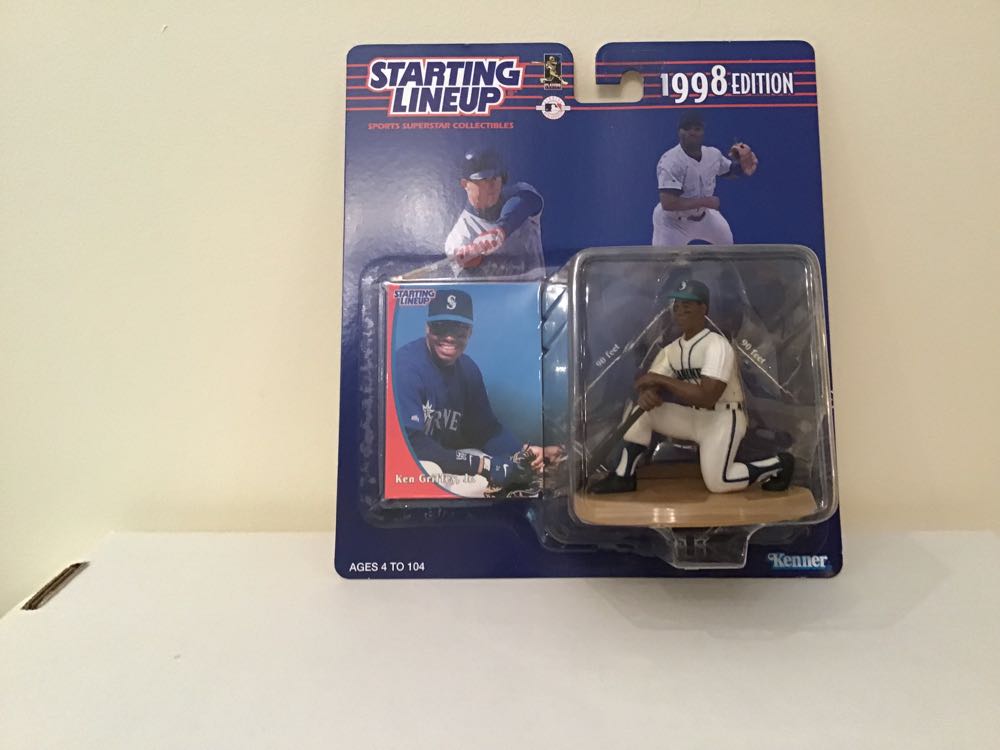 STARTING
LINEUP
1998 EDITION
SPORTS SUPERSTAR COLLECTIBLES
STARTING
LINEUP
S
90 feet
90 feet
Ken Griffey, Jr.
AGES 4 TO 104
Kenner